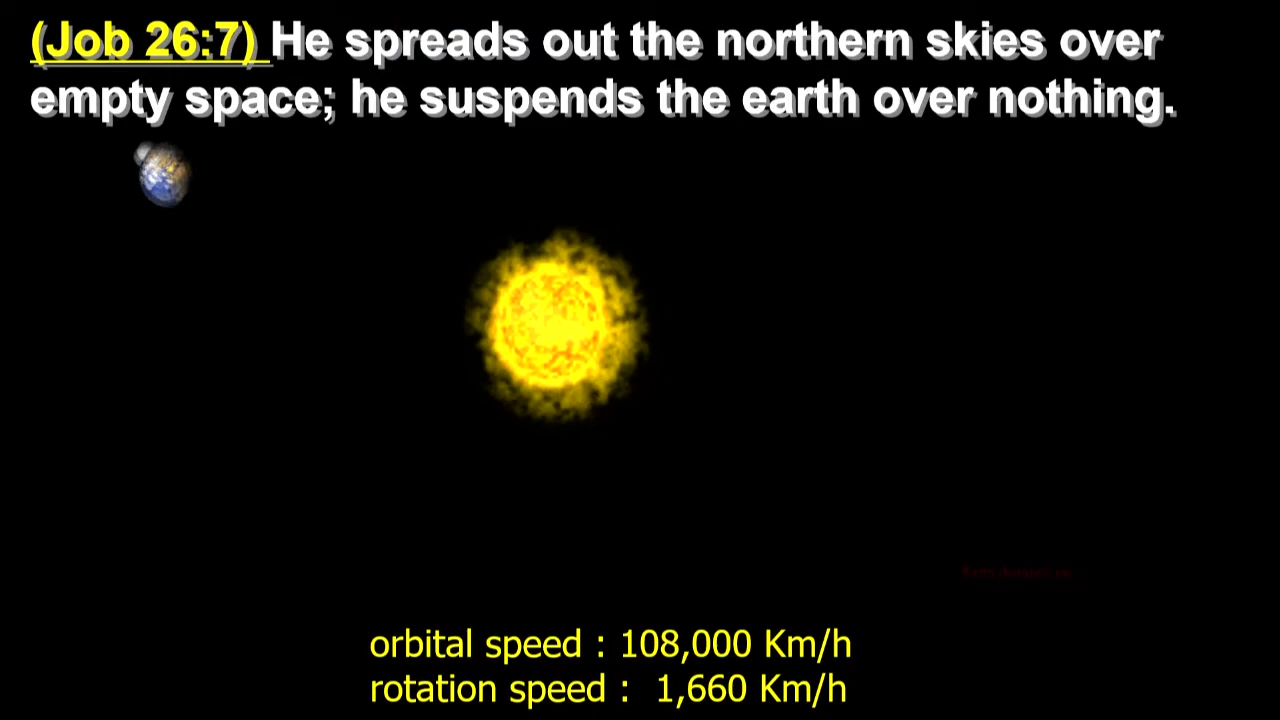 (Job 26:7) He spreads out the northern skies over
empty space; he suspends the earth over nothing.
orbital speed : 108,000 Km/h
rotation speed : 1,660 Km/h